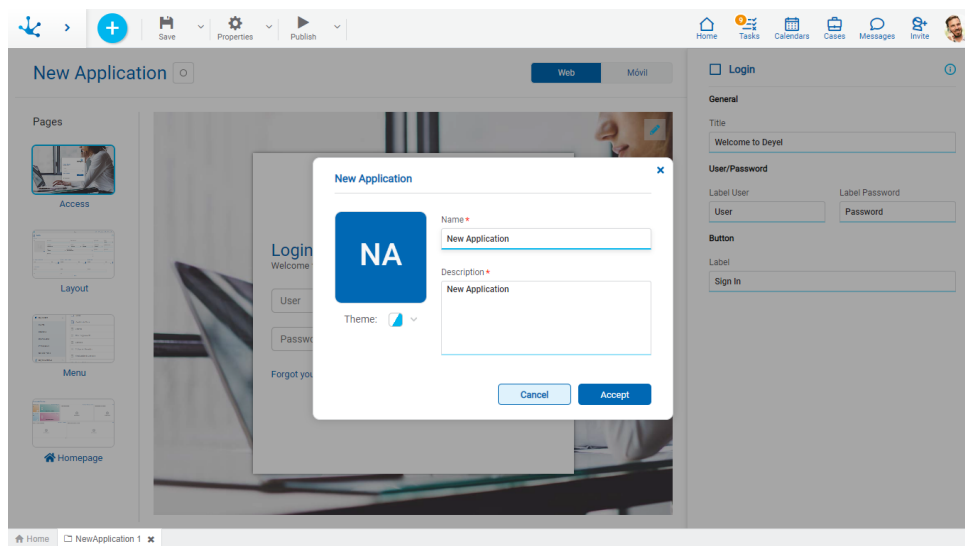 Save
Properties
Publish
Home
9
Tasks
Calendars
Cases
Messages
Invite
New Application
Web
Móvil
Login
General
Title
Welcome to Deyel
User/Password
Label User
Label Password
User
Password
Button
Label
Sign In
Pages
Access
Layout
Menu
Homepage
Login
Welcome
User
Passwo
Forgot you
New Application
NA
Theme:
Name *
New Application
Description *
New Application
Cancel
Accept
Home
NewApplication 1